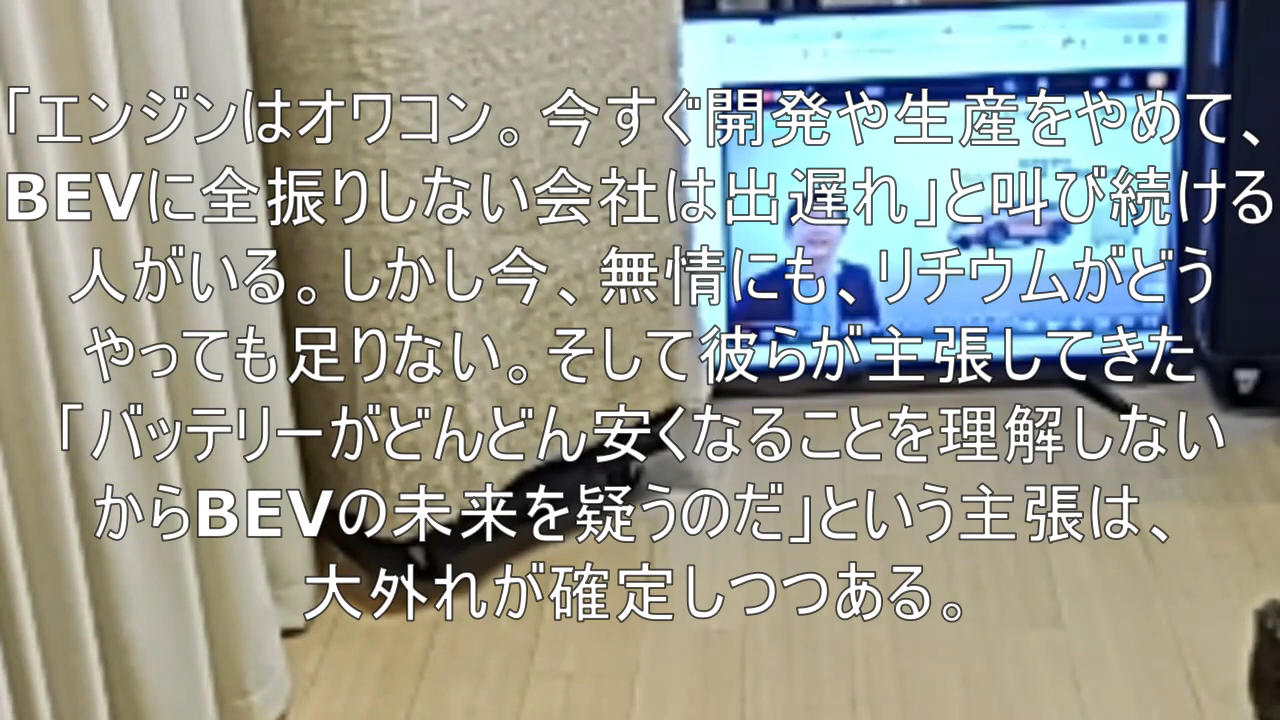 「エンジンはオワコン。今すぐ開発や生産をやめて、
BEVに全振りしない会社は出遅れ」と叫び続ける
人がいる。しかし今、無情にも、リチウムがどう
やっても足りない。そして彼らが主張してきた
「バッテリーがどんどん安くなることを理解しない
からBEVの未来を疑うのだ」という主張は、
大外れが確定しつつある。